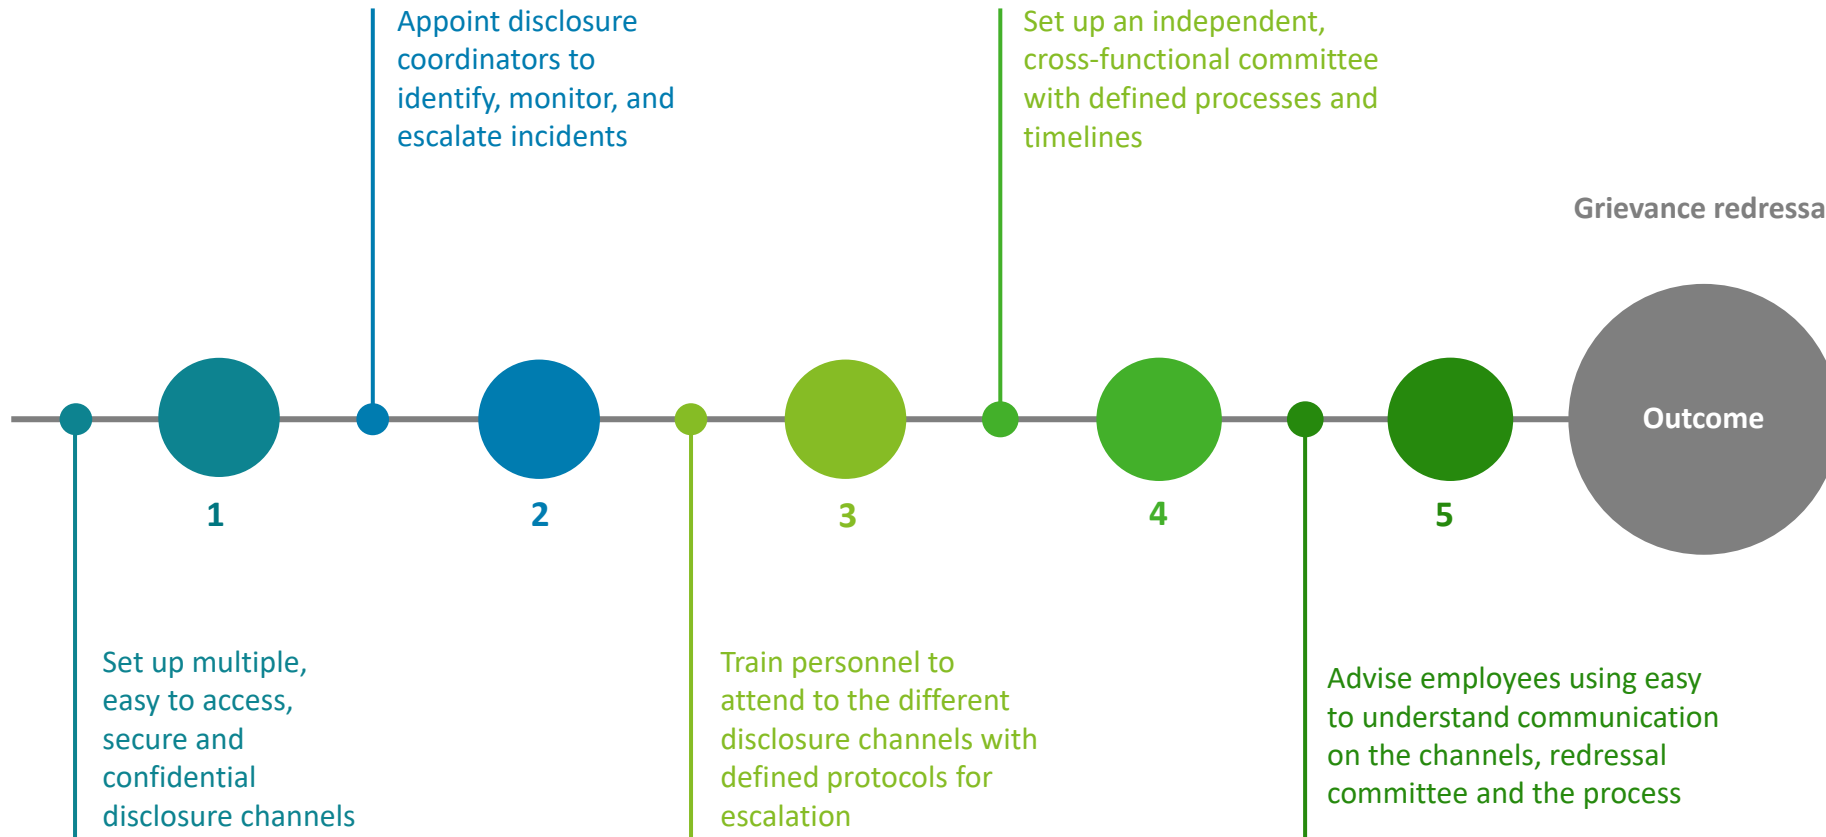 Appoint disclosure
coordinators to
identify, monitor, and
escalate incidents
Set up an independent,
cross-functional committee
with defined processes and
timelines
Grievance redressa
Outcome
1
2
3
4
5
Set up multiple,
easy to access,
secure and
confidential
disclosure channels
Train personnel to
attend to the different
disclosure channels with
defined protocols for
escalation
Advise employees using easy
to understand communication
on the channels, redressal
committee and the process